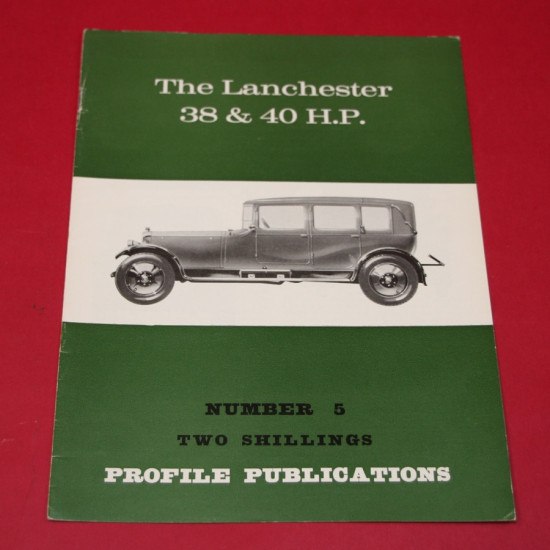 The Lanchester
38 & 40 H.P.
NUMBER 5
TWO SHILLINGS
PROFILE PUBLICATIONS